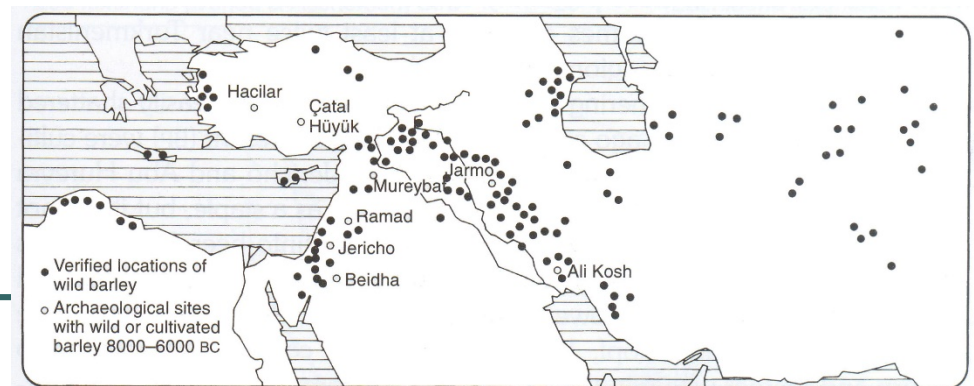 Hacilar
Çatal
Hüyük
Jarmo
Mureybat
Ramad
Jericho
Beidha
Ali Kosh
Verified locations of
wild barley
Archaeological sites
with wild or cultivated
barley 8000–6000 BC